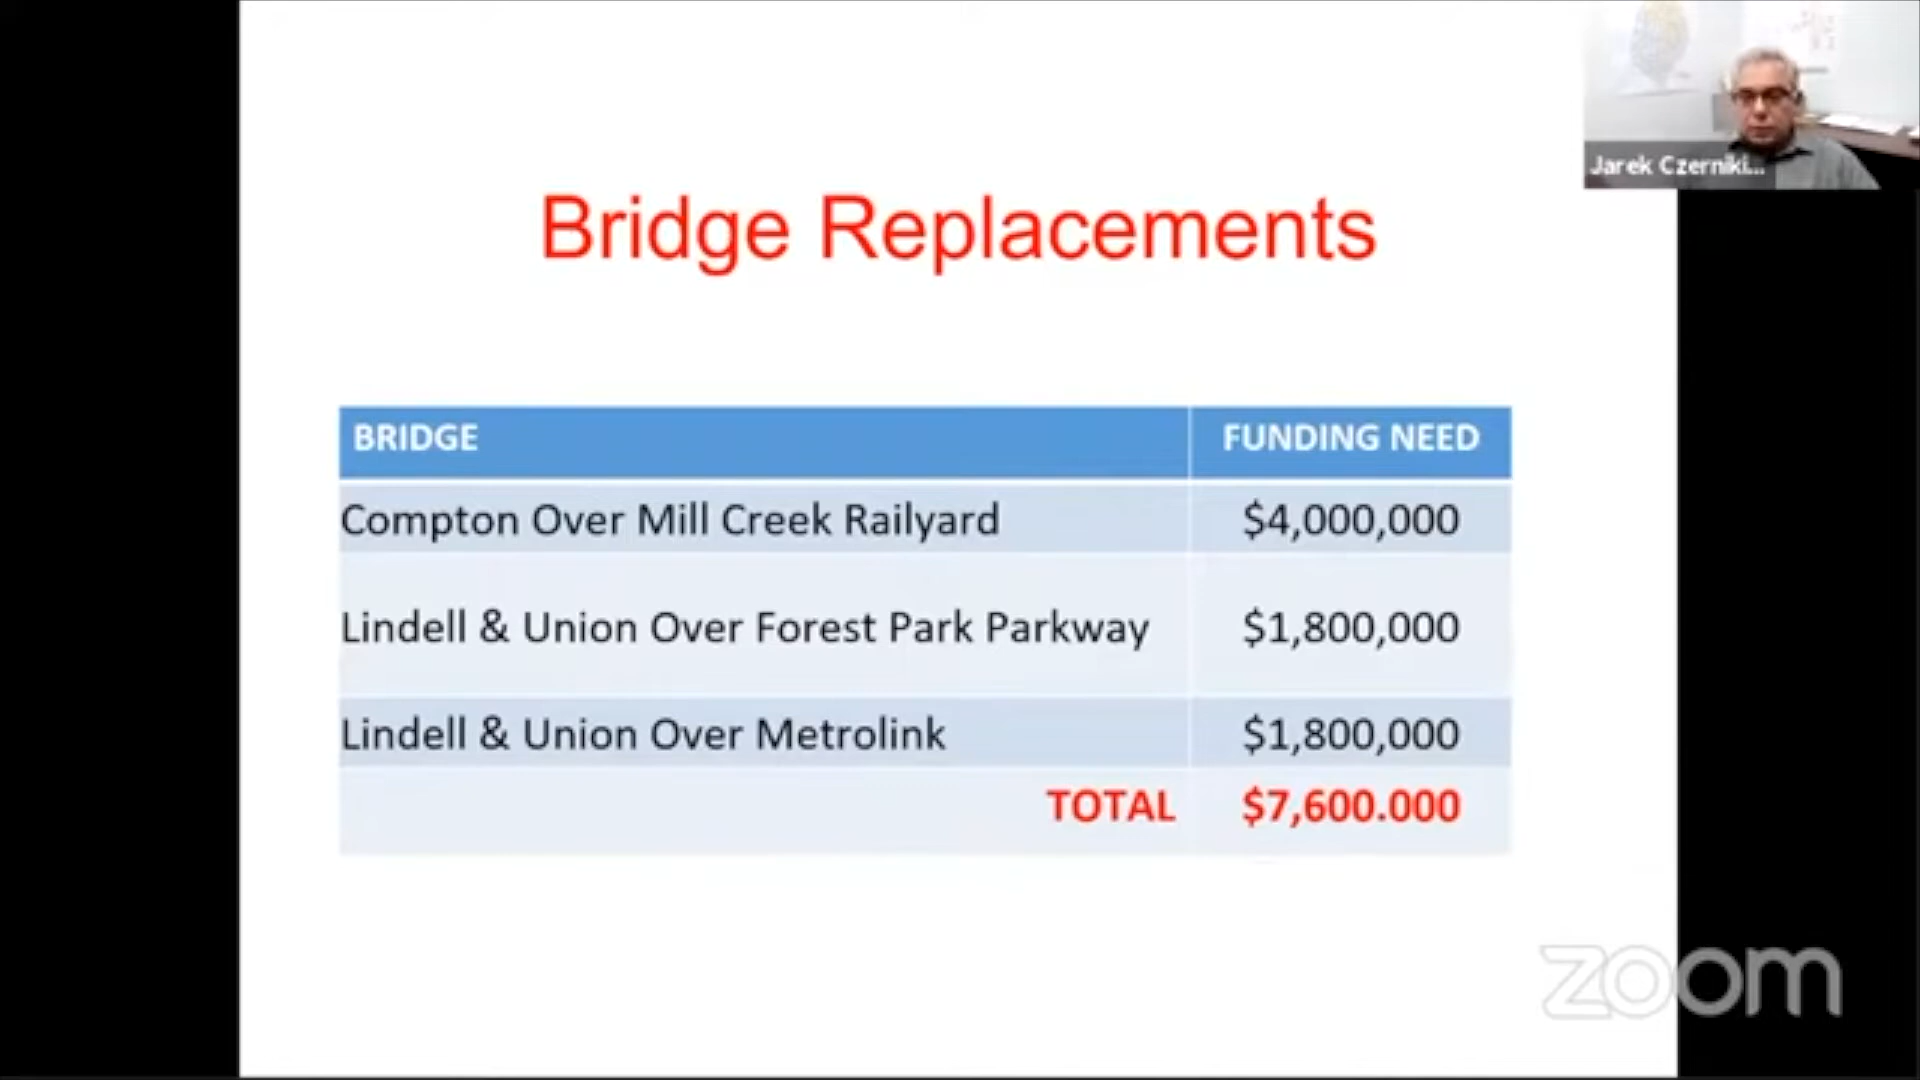 Jarek Czerniki...
Bridge Replacements
BRIDGE FUNDING NEED
Compton Over Mill Creek Railyard $4,000,000
Lindell & Union Over Forest Park Parkway $1,800,000
Lindell & Union Over Metrolink $1,800,000
TOTAL $7,600.000
zoom